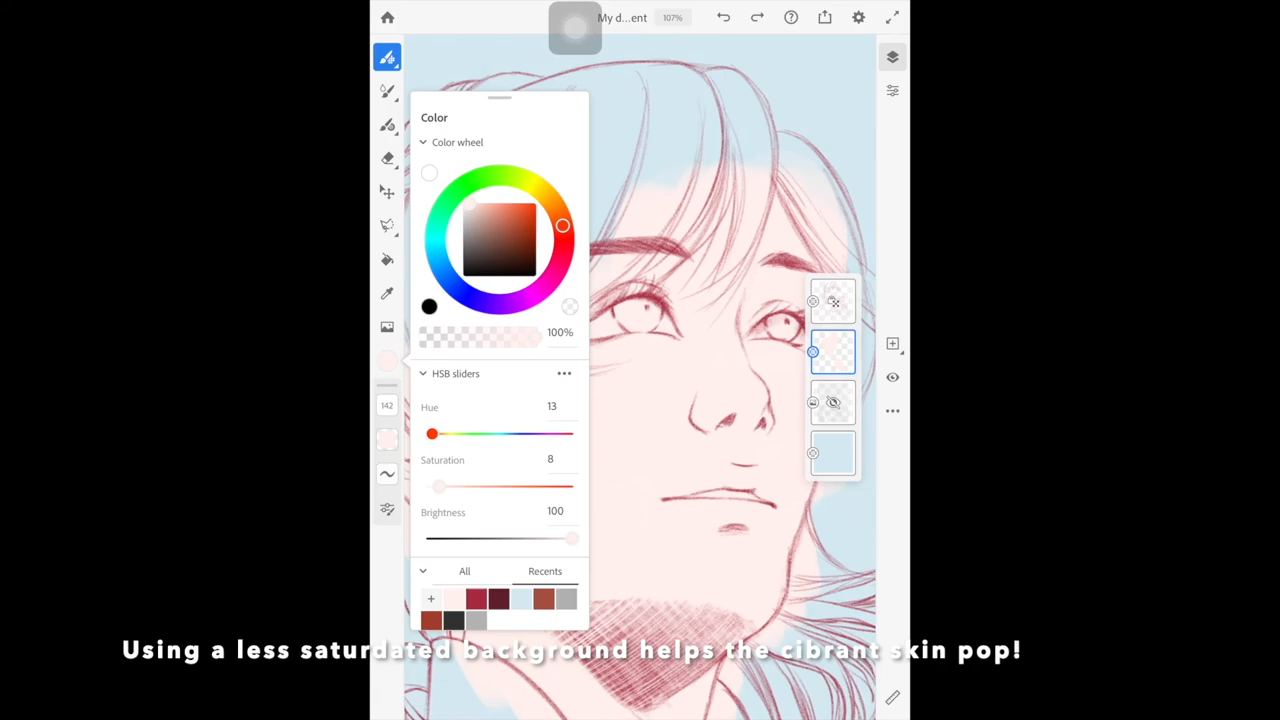 My d...ent 107%
Color
Color wheel
100%
HSB sliders
Hue 13
Saturation 8
142
Brightness 100
All Recents
Using a less saturdated background helps the cibrant skin pop!